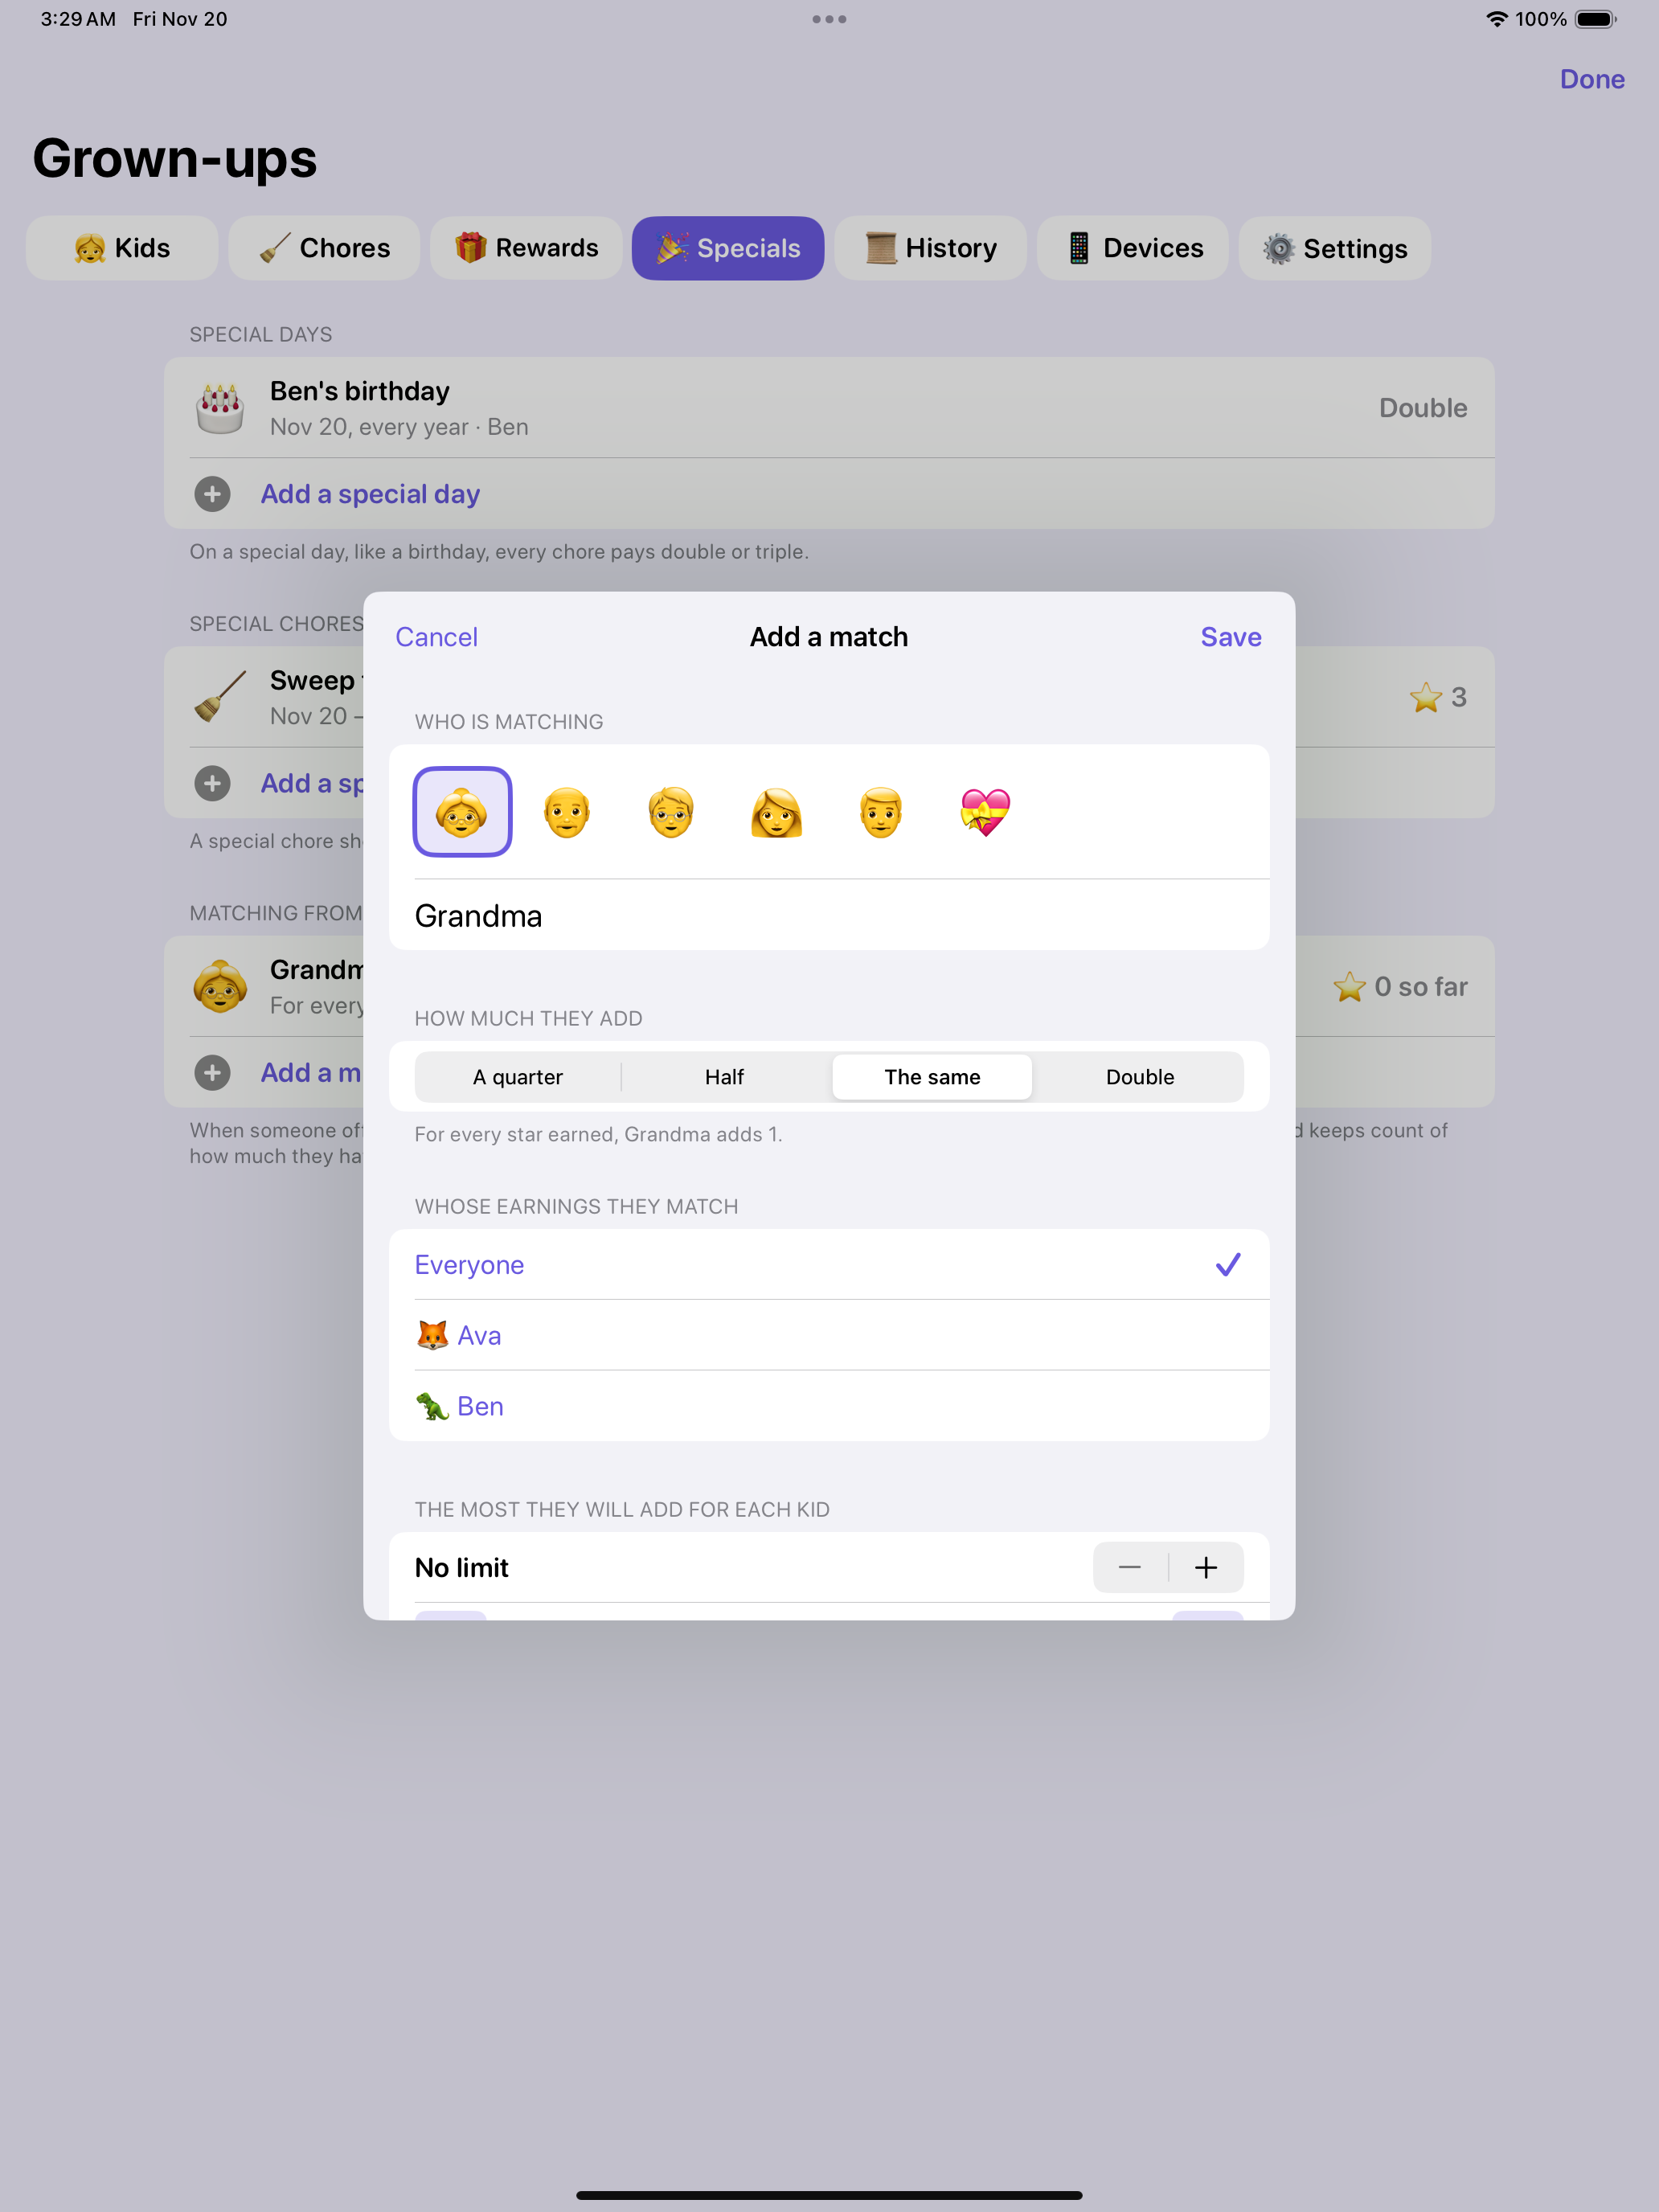 3:29 AM Fri Nov 20
100%
Done
Grown-ups
Kids
Chores
Rewards
Specials
History
Devices
Settings
SPECIAL DAYS
Ben's birthday
Nov 20, every year · Ben
Double
Add a special day
On a special day, like a birthday, every chore pays double or triple.
SPECIAL CHORES
Sweep
Nov 20 –
3
Add a sp
A special chore sh
MATCHING FROM
Grandm
For every
0 so far
Add a m
When someone of
d keeps count of
how much they ha
Cancel
Add a match
Save
WHO IS MATCHING
Grandma
HOW MUCH THEY ADD
A quarter
Half
The same
Double
For every star earned, Grandma adds 1.
WHOSE EARNINGS THEY MATCH
Everyone
Ava
Ben
THE MOST THEY WILL ADD FOR EACH KID
No limit